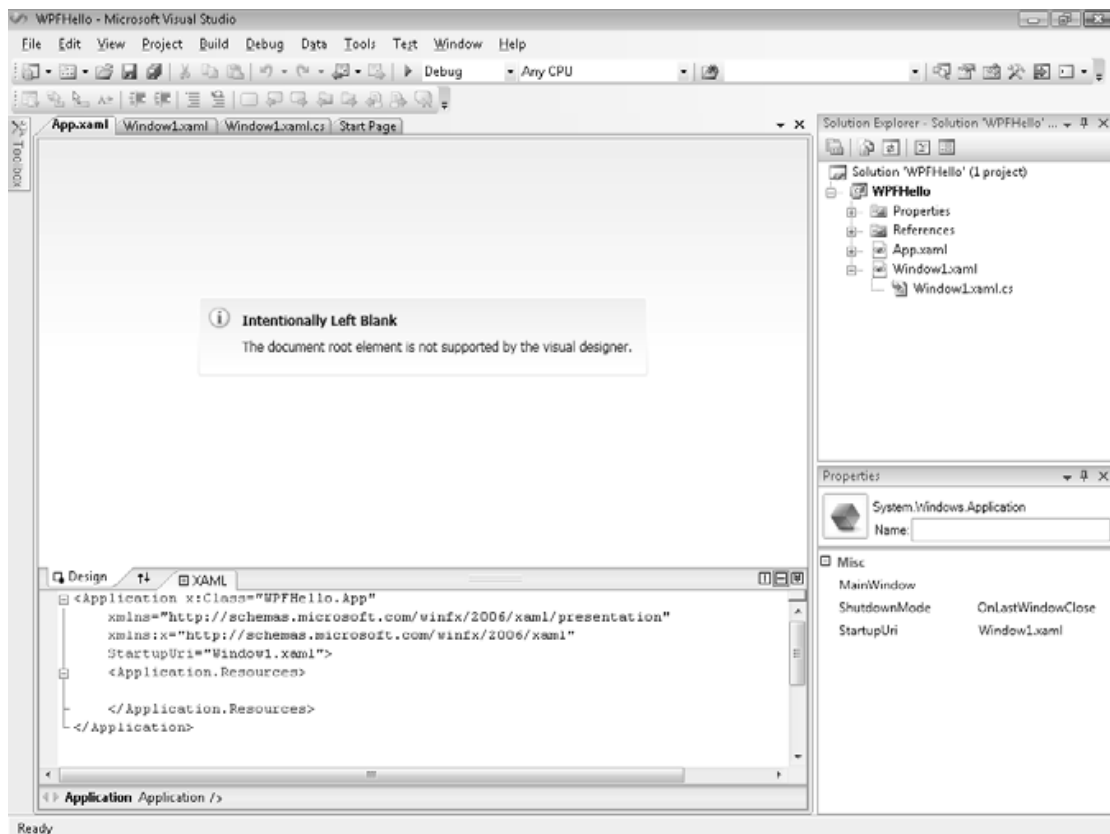 WPFHello - Microsoft Visual Studio
File Edit View Project Build Debug Data Tools Test Window Help
Debug Any CPU
Toolbox
App.xaml Window1.xaml Window1.xaml.cs Start Page
Intentionally Left Blank
The document root element is not supported by the visual designer.
Design XAML
<Application x:Class="WPFHello.App"
xmlns="http://schemas.microsoft.com/winfx/2006/xaml/presentation"
xmlns:x="http://schemas.microsoft.com/winfx/2006/xaml"
StartupUri="Window1.xaml">
<Application.Resources>
</Application.Resources>
</Application>
Application Application />
Solution Explorer - Solution 'WPFHello' ...
Solution 'WPFHello' (1 project)
WPFHello
Properties
References
App.xaml
Window1.xaml
Window1.xaml.cs
Properties
System.Windows.Application
Name:
Misc
MainWindow
ShutdownMode OnLastWindowClose
StartupUri Window1.xaml
Ready